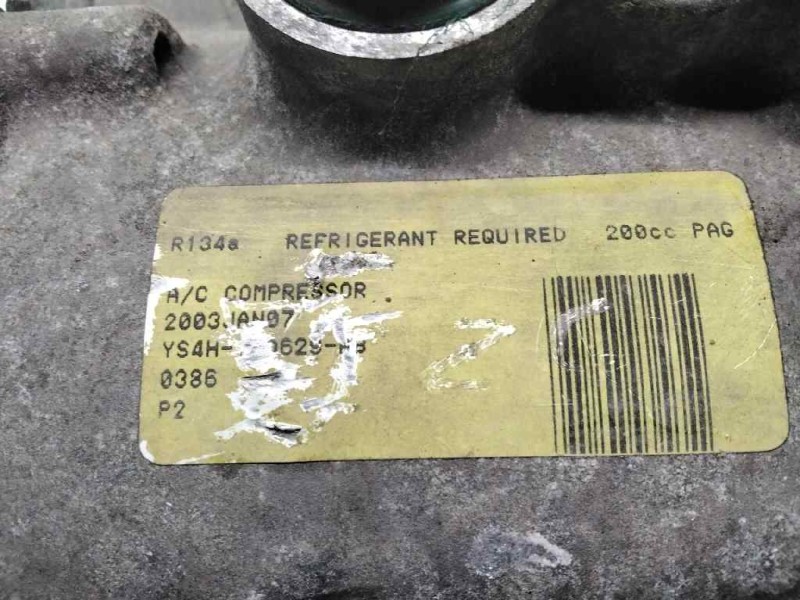 R134a REFRIGERANT REQUIRED 200cc PAG
A/C COMPRESSOR
2003JAN07
0386
P2